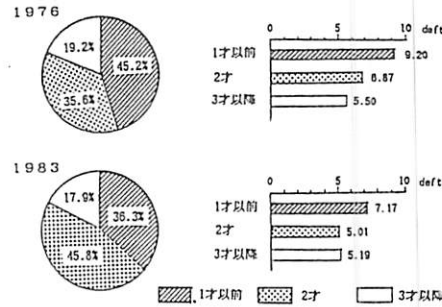 1976
19.2%
45.2%
35.6%
0 5 10 deft
1才以前 9.20
2才 6.87
3才以降 5.50
1983
17.9%
36.3%
45.8%
0 5 10 deft
1才以前 7.17
2才 5.01
3才以降 5.19
1才以前 2才 3才以降